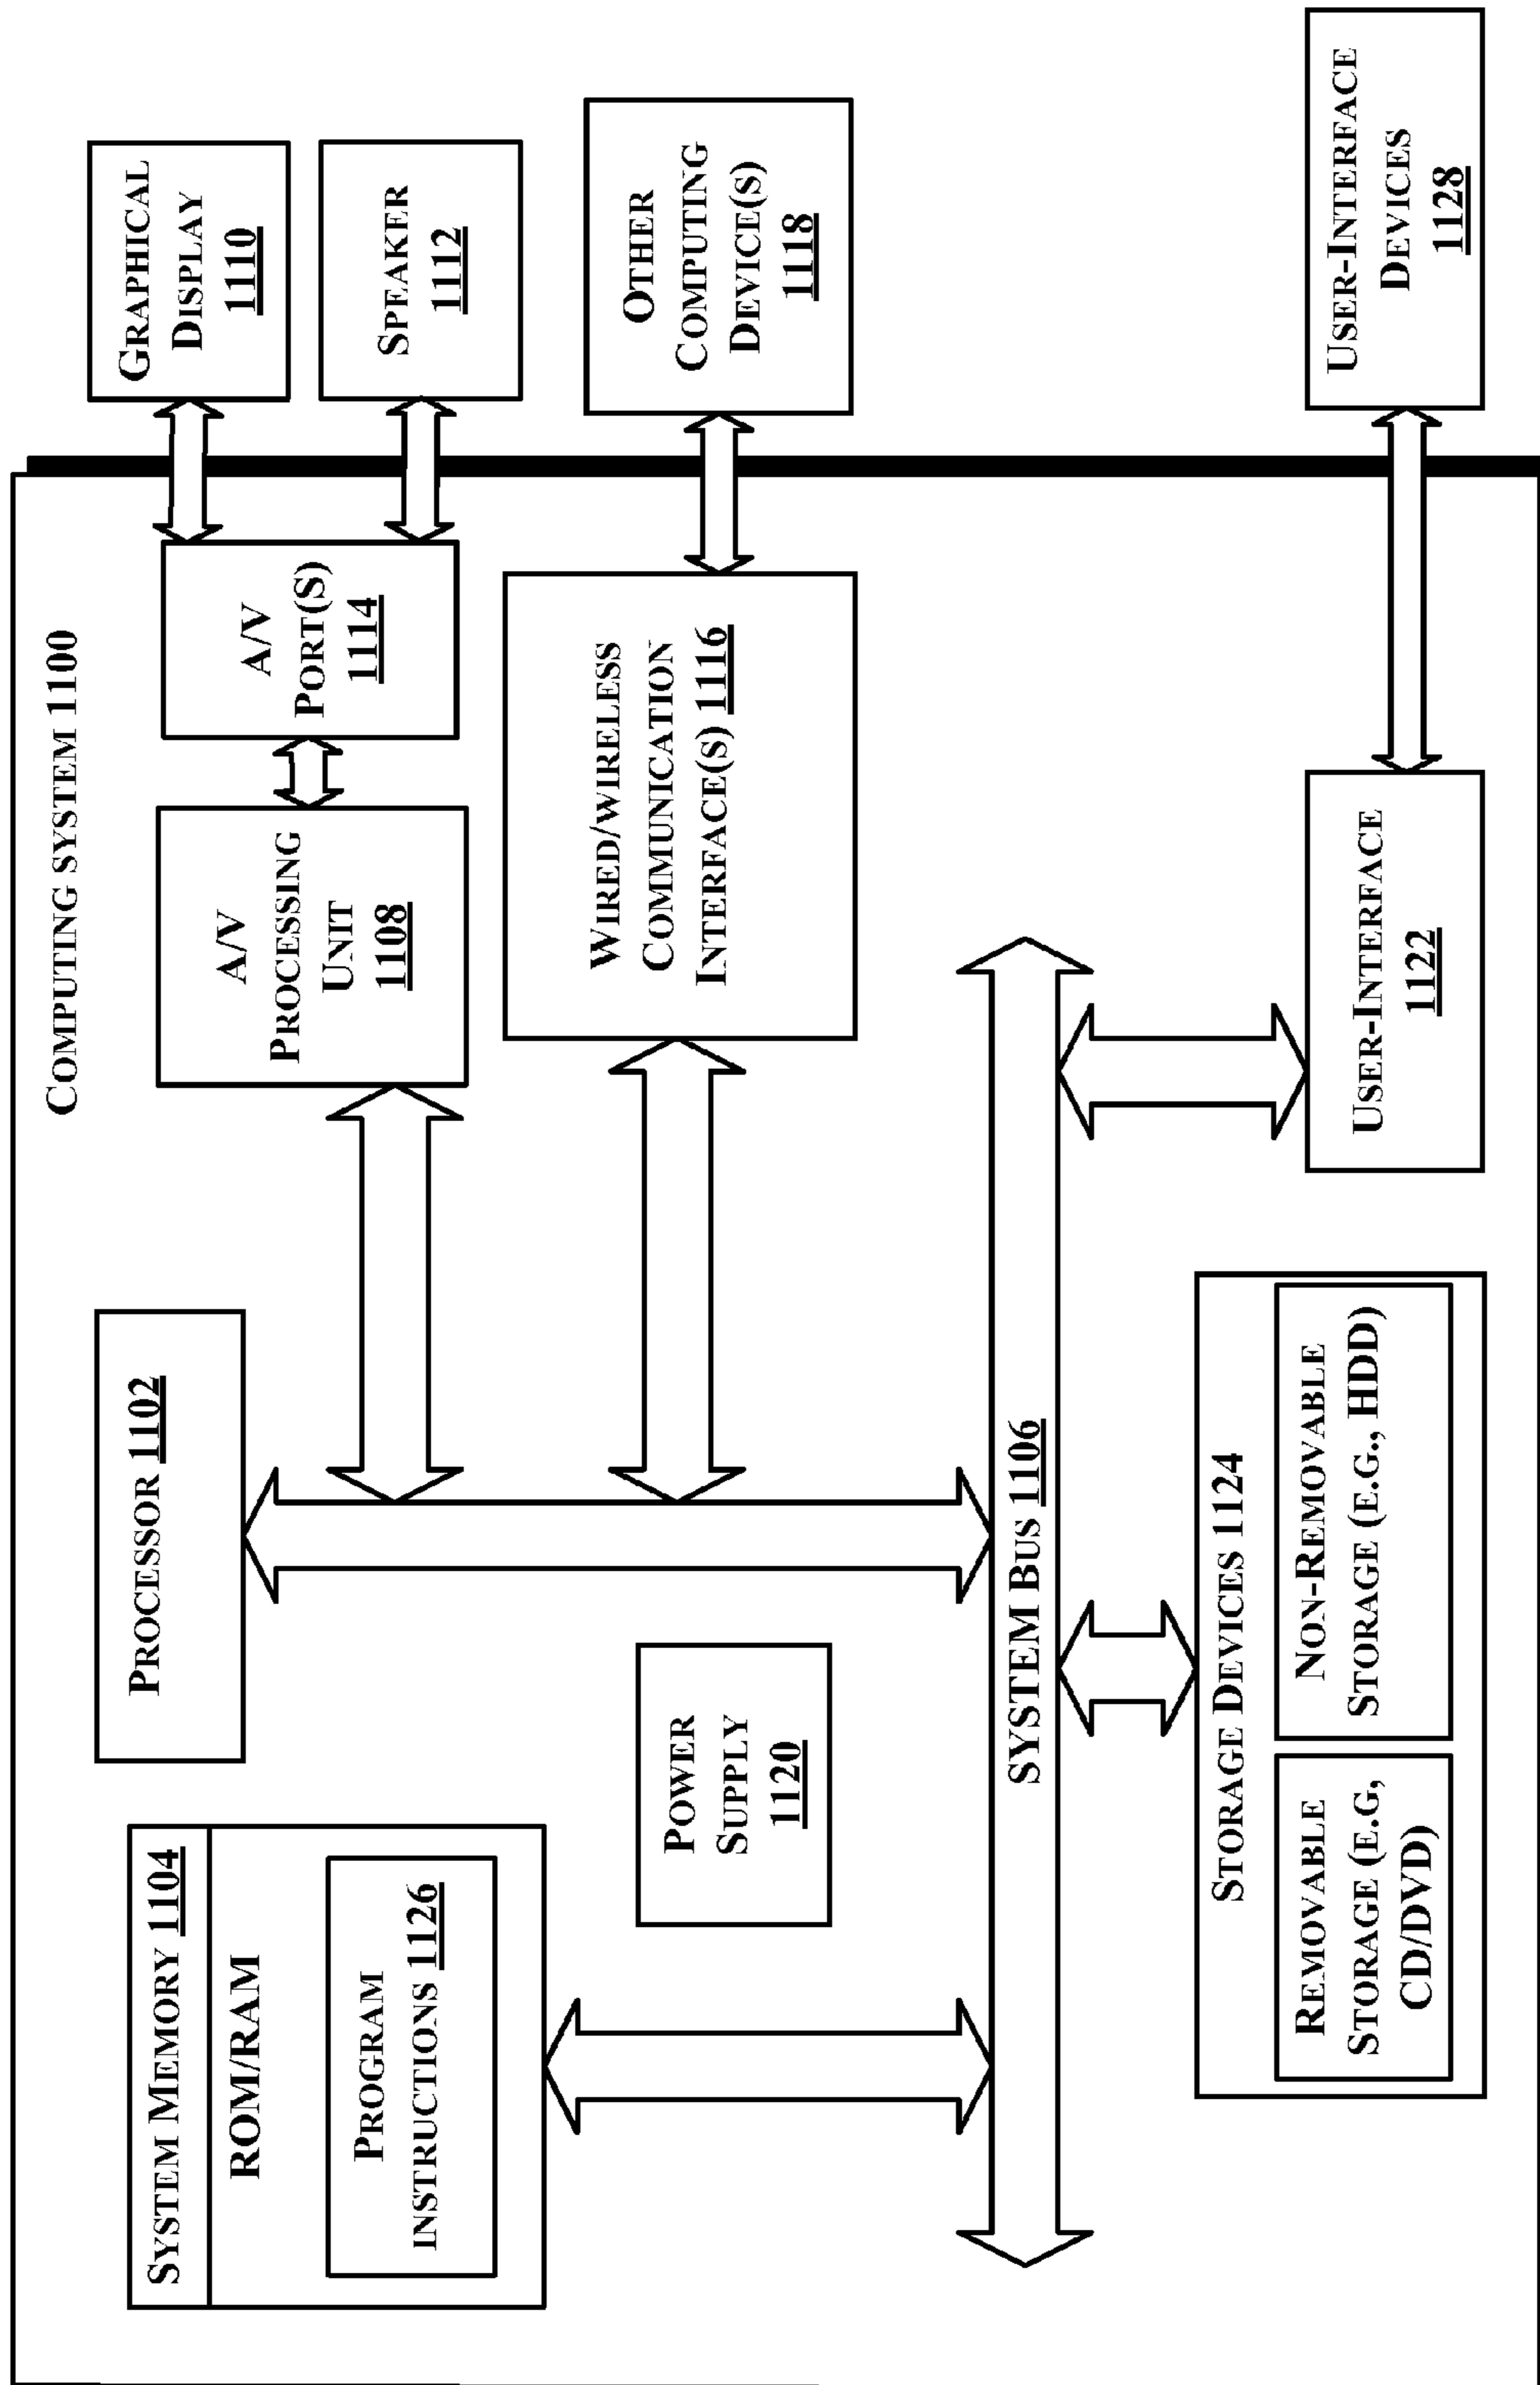 COMPUTING SYSTEM 1100
SYSTEM MEMORY 1104
ROM/RAM
PROGRAM
INSTRUCTIONS 1126
PROCESSOR 1102
A/V
PROCESSING
UNIT
1108
A/V
PORT(S)
1114
GRAPHICAL
DISPLAY
1110
SPEAKER
1112
POWER
SUPPLY
1120
WIRED/WIRELESS
COMMUNICATION
INTERFACE(S) 1116
OTHER
COMPUTING
DEVICE(S)
1118
SYSTEM BUS 1106
STORAGE DEVICES 1124
REMOVABLE
STORAGE (E.G,
CD/DVD)
NON-REMOVABLE
STORAGE (E.G., HDD)
USER-INTERFACE
1122
USER-INTERFACE
DEVICES
1128